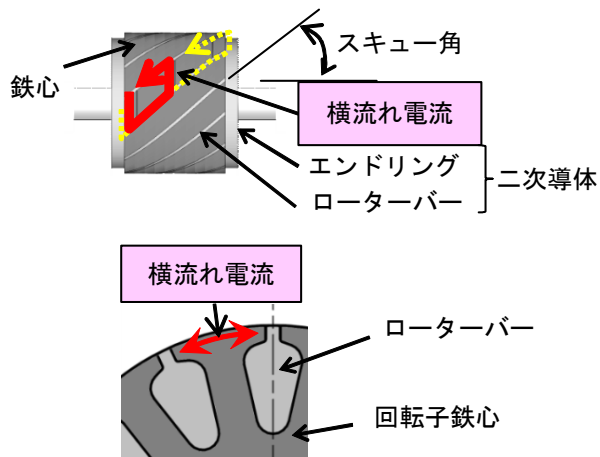 スキュー角
鉄心
横流れ電流
エンドリング
ローターバー
二次導体
横流れ電流
ローターバー
回転子鉄心